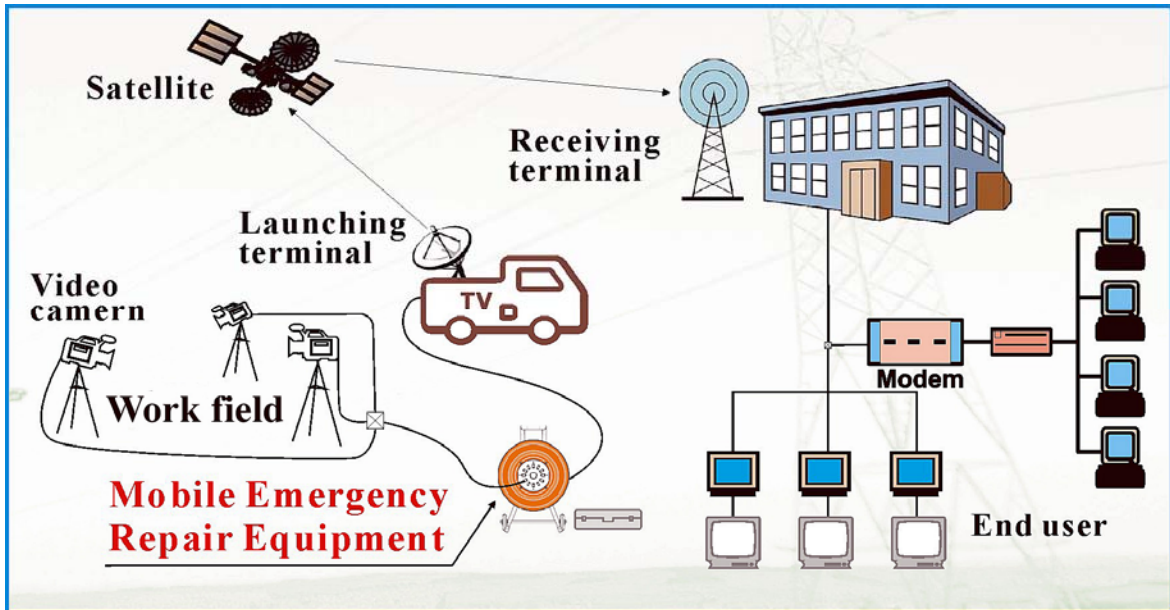 Satellite
Receiving
terminal
Launching
terminal
TV
Video
camern
Work field
Modem
Mobile Emergency
Repair Equipment
End user